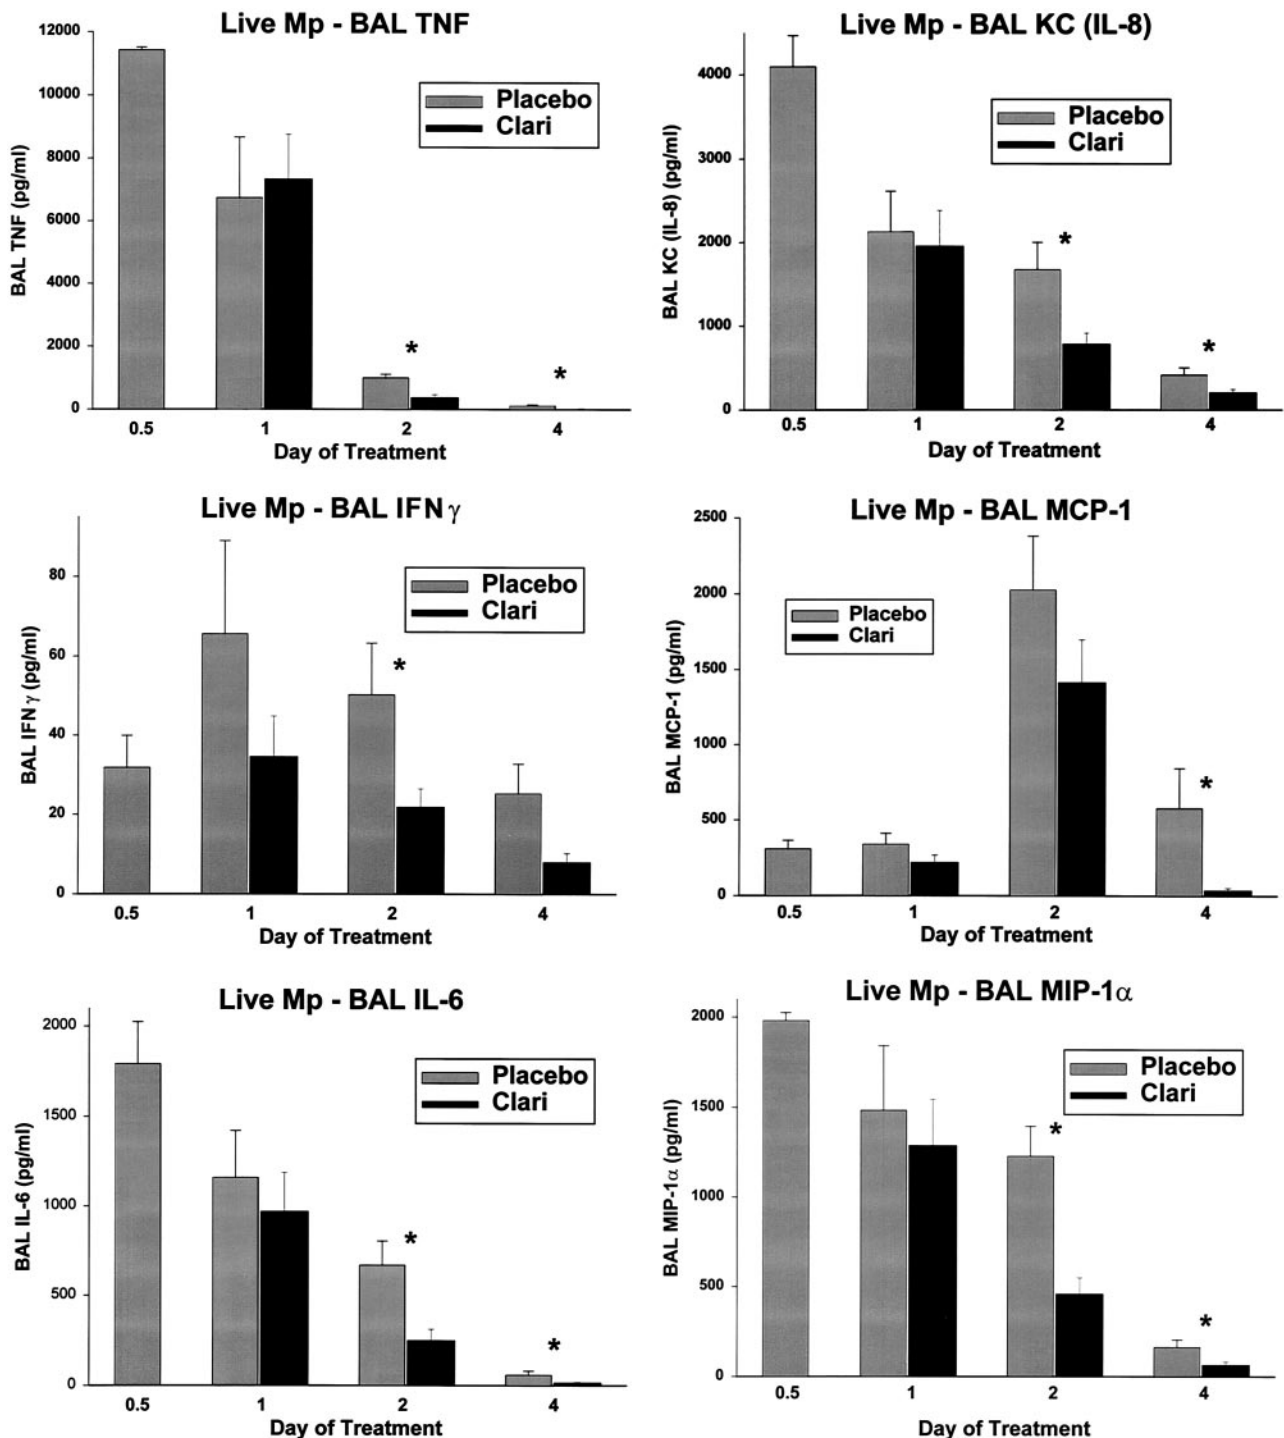 Live Mp - BAL TNF
12000
10000
8000
6000
4000
2000
0
BAL TNF (pg/ml)
Placebo
Clari
*
*
0.5 1 2 4
Day of Treatment
Live Mp - BAL KC (IL-8)
4000
3000
2000
1000
0
BAL KC (IL-8) (pg/ml)
Placebo
Clari
*
*
0.5 1 2 4
Day of Treatment
Live Mp - BAL IFN γ
80
60
40
20
0
BAL IFN γ (pg/ml)
Placebo
Clari
*
0.5 1 2 4
Day of Treatment
Live Mp - BAL MCP-1
2500
2000
1500
1000
500
0
BAL MCP-1 (pg/ml)
Placebo
Clari
*
0.5 1 2 4
Day of Treatment
Live Mp - BAL IL-6
2000
1500
1000
500
0
BAL IL-6 (pg/ml)
Placebo
Clari
*
*
0.5 1 2 4
Day of Treatment
Live Mp - BAL MIP-1α
2000
1500
1000
500
0
BAL MIP-1α (pg/ml)
Placebo
Clari
*
*
0.5 1 2 4
Day of Treatment